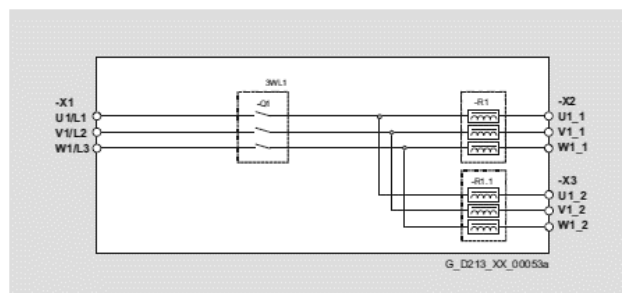 3WL1
-X1
-Q1
-R1
-X2
U1/L1
U1_1
V1/L2
V1_1
W1/L3
W1_1
-R1.1
-X3
U1_2
V1_2
W1_2
G_D213_XX_00053a